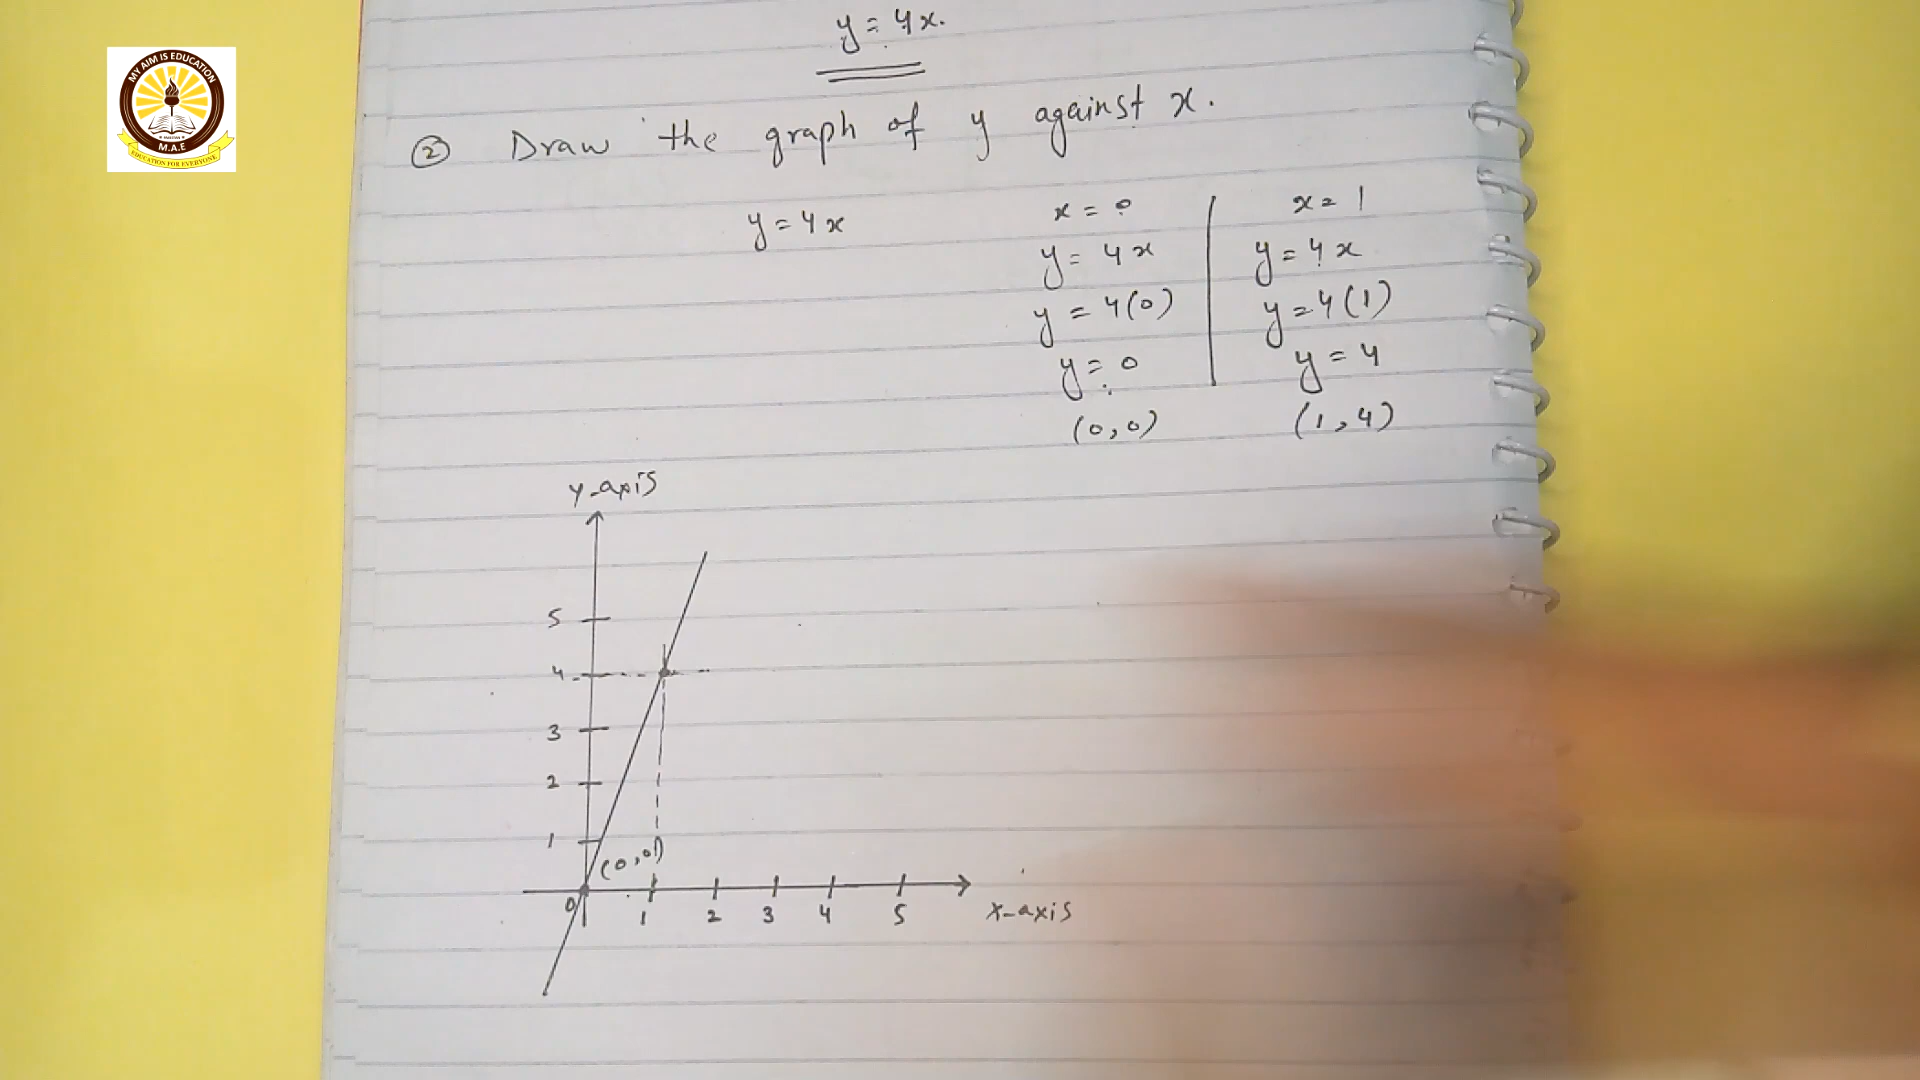 MY AIM IS EDUCATION
M.A.E
EDUCATION FOR EVERYONE
y = 4x.
② Draw the graph of y against x.
y = 4x
x = 0
y = 4x
y = 4(0)
y = 0
(0,0)
x = 1
y = 4x
y = 4(1)
y = 4
(1,4)
y-axis
5
4
3
2
1
(0,0)
0 1 2 3 4 5 x-axis